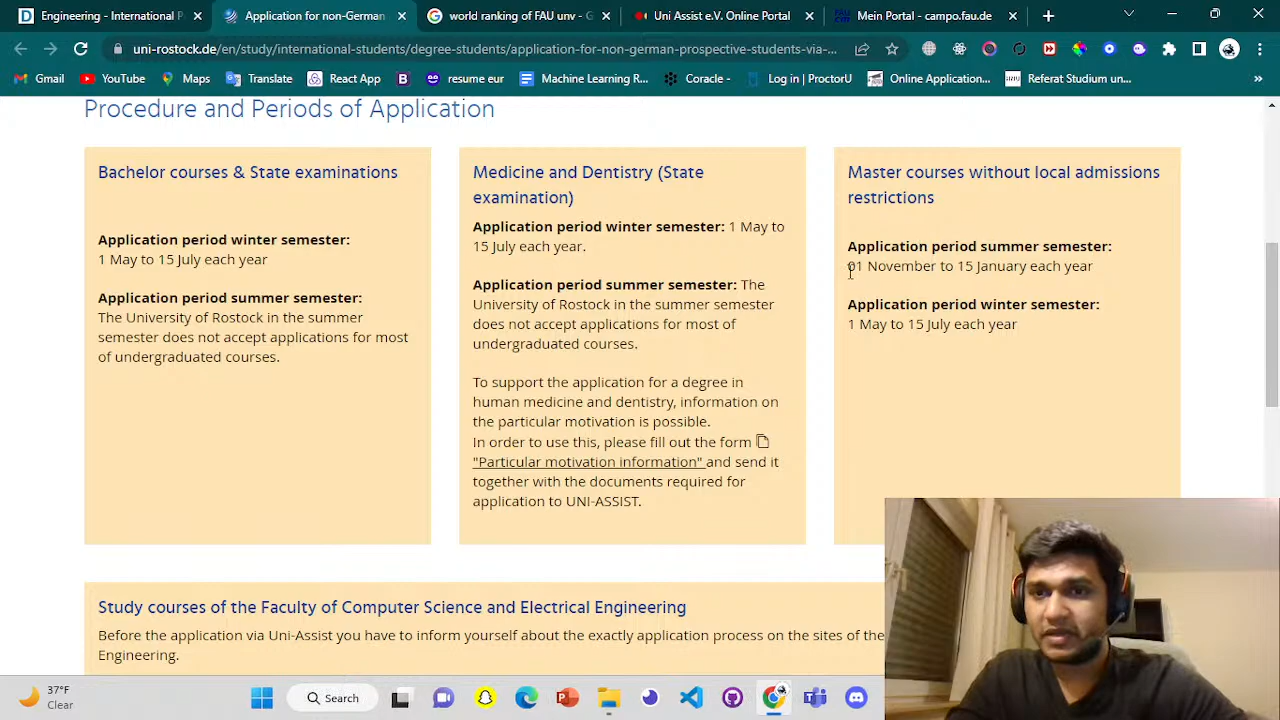 Engineering - International P
Application for non-German
world ranking of FAU unv - G
Uni Assist e.V. Online Portal
Mein Portal - campo.fau.de
uni-rostock.de/en/study/international-students/degree-students/application-for-non-german-prospective-students-via-...
Gmail
YouTube
Maps
Translate
React App
resume eur
Machine Learning R...
Coracle -
Log in | ProctorU
Online Application...
Referat Studium un...
Procedure and Periods of Application
Bachelor courses & State examinations
Application period winter semester:
1 May to 15 July each year
Application period summer semester:
The University of Rostock in the summer
semester does not accept applications for most
of undergraduated courses.
Medicine and Dentistry (State
examination)
Application period winter semester: 1 May to
15 July each year.
Application period summer semester: The
University of Rostock in the summer semester
does not accept applications for most of
undergraduated courses.
To support the application for a degree in
human medicine and dentistry, information on
the particular motivation is possible.
In order to use this, please fill out the form
"Particular motivation information" and send it
together with the documents required for
application to UNI-ASSIST.
Master courses without local admissions
restrictions
Application period summer semester:
01 November to 15 January each year
Application period winter semester:
1 May to 15 July each year
Study courses of the Faculty of Computer Science and Electrical Engineering
Before the application via Uni-Assist you have to inform yourself about the exactly application process on the sites of the
Engineering.
37°F
Clear
Search